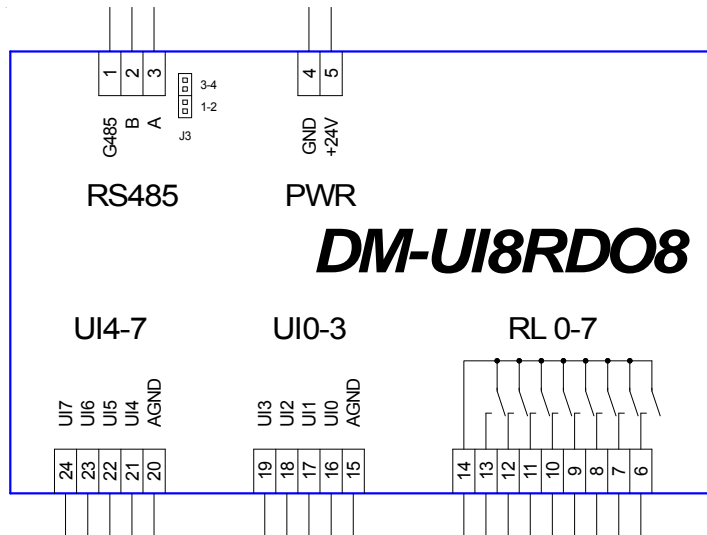 1 2 3 4 5
3-4
1-2
J3
G485 B A GND +24V
RS485 PWR
DM-UI8RDO8
UI4-7 UI0-3 RL 0-7
UI7 UI6 UI5 UI4 AGND UI3 UI2 UI1 UI0 AGND
24 23 22 21 20 19 18 17 16 15 14 13 12 11 10 9 8 7 6